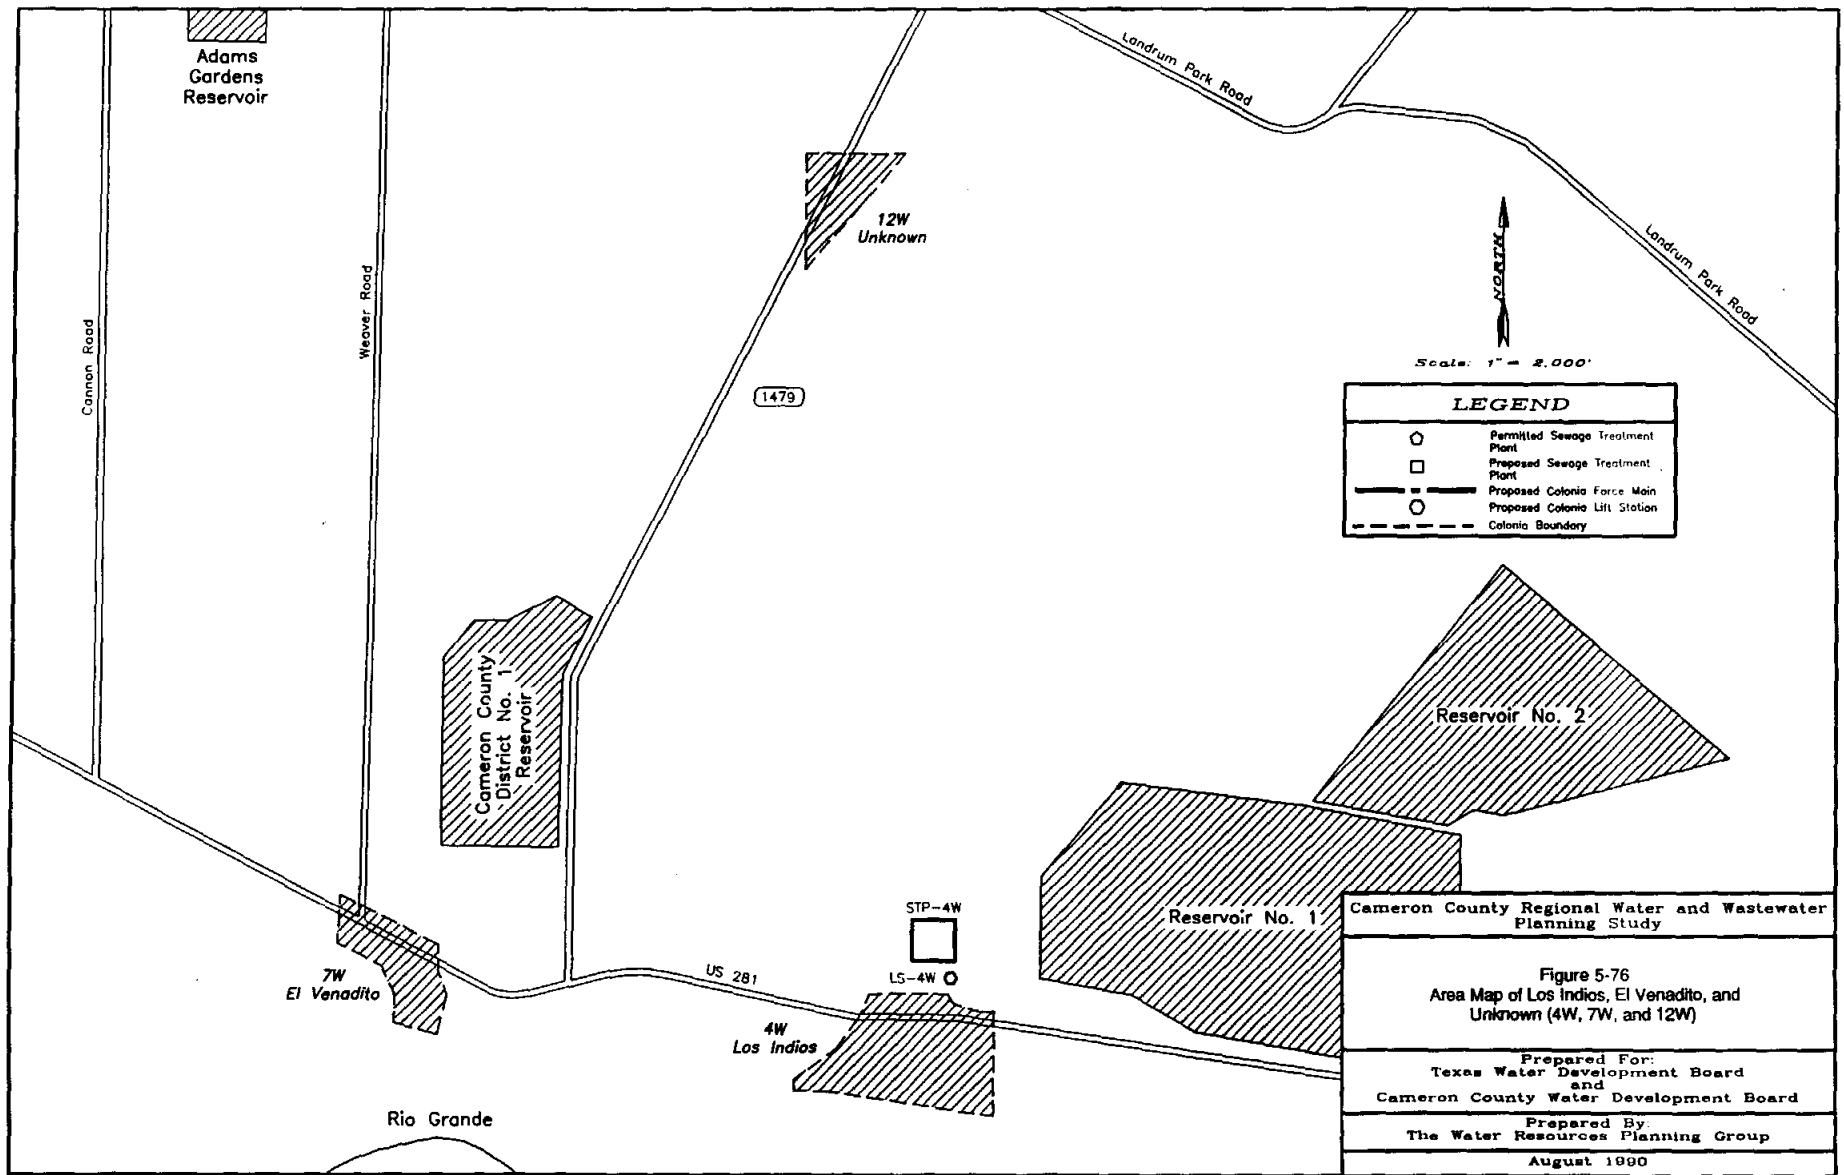 Adams
Gardens
Reservoir
Cannon Road
Weaver Road
12W
Unknown
1479
Landrum Park Road
Landrum Park Road
NORTH
Scale: 1" = 2,000'
LEGEND
Permitted Sewage Treatment
Plant
Proposed Sewage Treatment
Plant
Proposed Colonia Force Main
Proposed Colonia Lift Station
Colonia Boundary
Cameron County
District No. 1
Reservoir
Reservoir No. 2
Reservoir No. 1
STP-4W
LS-4W
US 281
7W
El Venadito
4W
Los Indios
Rio Grande
Cameron County Regional Water and Wastewater
Planning Study
Figure 5-76
Area Map of Los Indios, El Venadito, and
Unknown (4W, 7W, and 12W)
Prepared For:
Texas Water Development Board
and
Cameron County Water Development Board
Prepared By:
The Water Resources Planning Group
August 1990